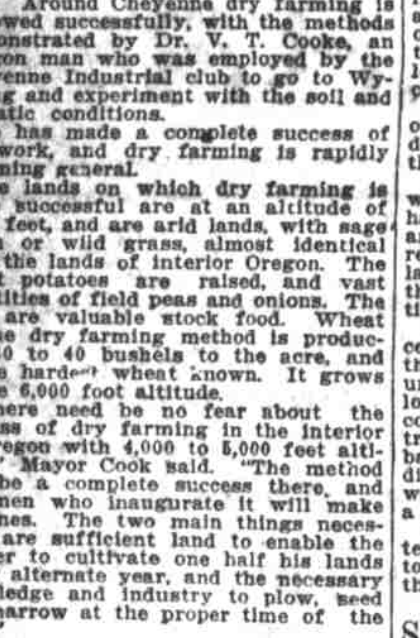 Around Cheyenne dry farming is
owed successfully, with the methods
onstrated by Dr. V. T. Cooke, an
on man who was employed by the
enne Industrial club to go to Wy-
g and experiment with the soil and
atic conditions.
has made a complete success of
work, and dry farming is rapidly
ming general.
e lands on which dry farming is
successful are at an altitude of
feet, and are arid lands, with sage
or wild grass, almost identical
the lands of interior Oregon. The
t potatoes are raised, and vast
ities of field peas and onions. The
are valuable stock food. Wheat
e dry farming method is produc-
0 to 40 bushels to the acre, and
hardest wheat known. It grows
e 6,000 foot altitude.
here need be no fear about the
ss of dry farming in the interior
regon with 4,000 to 5,000 feet alti-
Mayor Cook said. "The method
be a complete success there, and
men who inaugurate it will make
nes. The two main things neces-
are sufficient land to enable the
er to cultivate one half his lands
alternate year, and the necessary
ledge and industry to plow, seed
harrow at the proper time of the